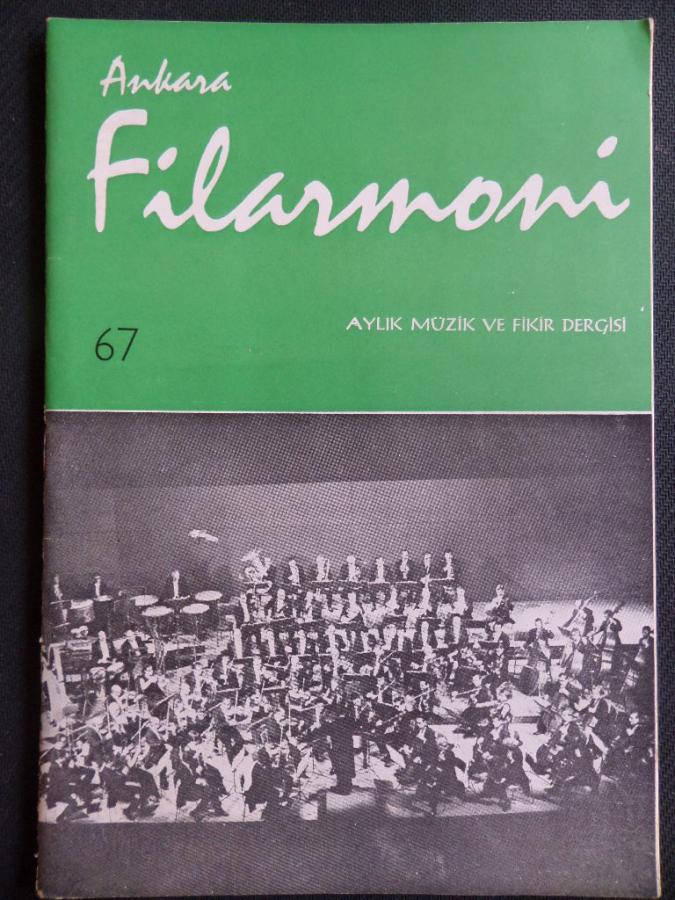 Ankara
Filarmoni
67
AYLIK MÜZİK VE FİKİR DERGİSİ